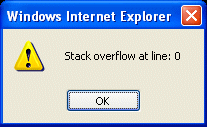 Windows Internet Explorer
Stack overflow at line: 0
OK